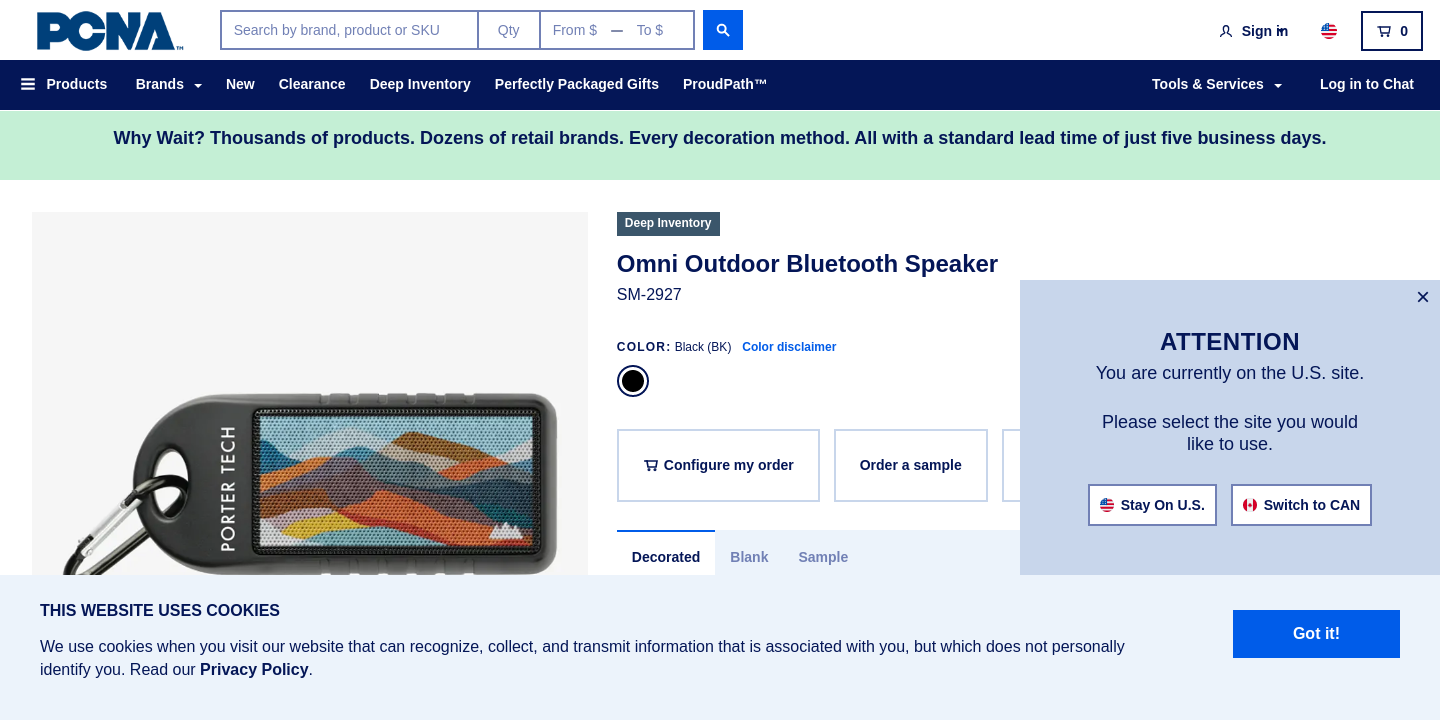 PCNA™
Search by brand, product or SKU
Qty
From $ — To $
Sign in
0
Products
Brands
New
Clearance
Deep Inventory
Perfectly Packaged Gifts
ProudPath™
Tools & Services
Log in to Chat
Why Wait? Thousands of products. Dozens of retail brands. Every decoration method. All with a standard lead time of just five business days.
PORTER TECH
Deep Inventory
Omni Outdoor Bluetooth Speaker
SM-2927
COLOR: Black (BK) Color disclaimer
Configure my order
Order a sample
Decorated
Blank
Sample
×
ATTENTION
You are currently on the U.S. site.
Please select the site you would
like to use.
Stay On U.S.
Switch to CAN
THIS WEBSITE USES COOKIES
We use cookies when you visit our website that can recognize, collect, and transmit information that is associated with you, but which does not personally
identify you. Read our Privacy Policy.
Got it!